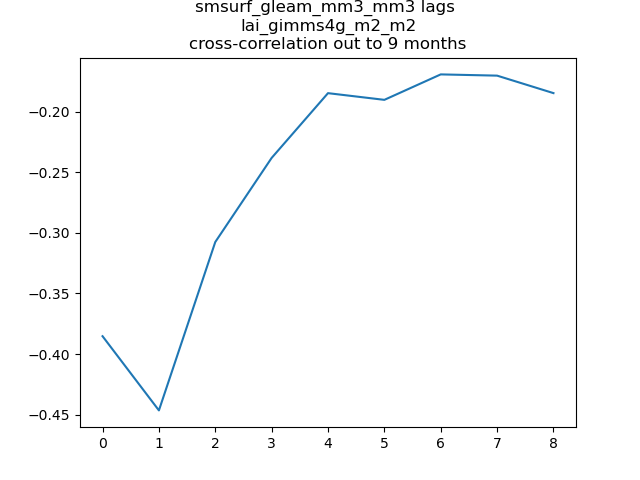 smsurf_gleam_mm3_mm3 lags
lai_gimms4g_m2_m2
cross-correlation out to 9 months
−0.20
−0.25
−0.30
−0.35
−0.40
−0.45
0 1 2 3 4 5 6 7 8